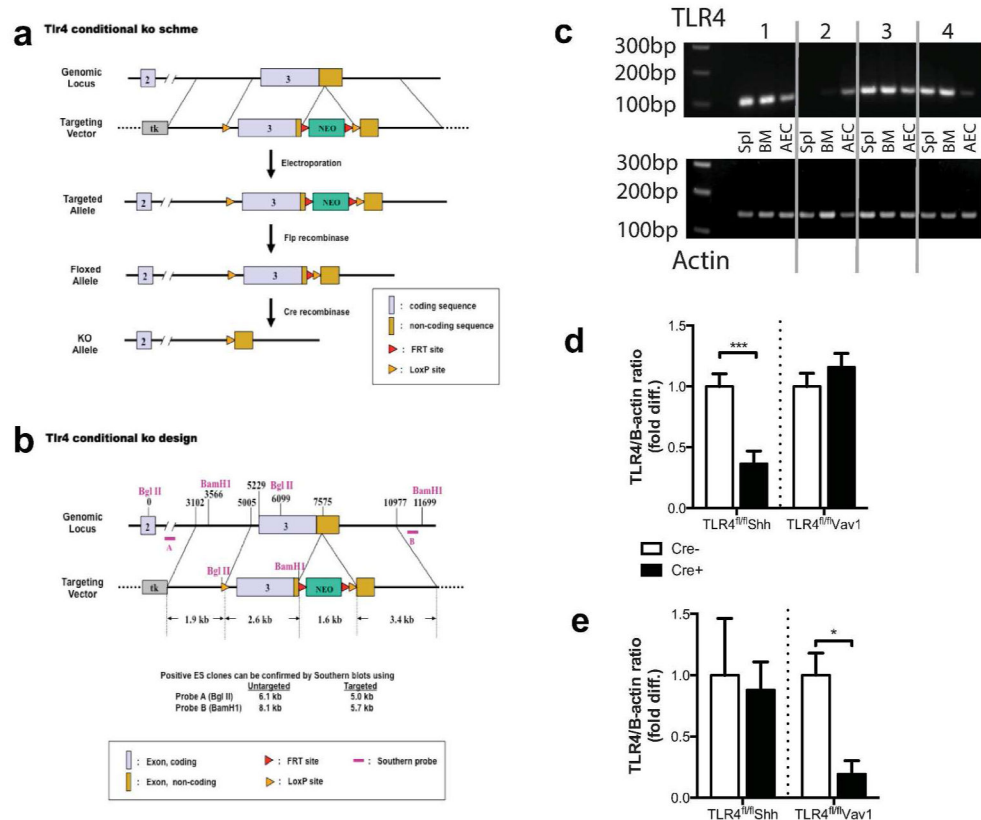 a
Tlr4 conditional ko schme
Genomic Locus
2
3
Targeting Vector
tk
3
NEO
Electroporation
Targeted Allele
2
3
NEO
Flp recombinase
Floxed Allele
2
3
Cre recombinase
KO Allele
2
: coding sequence
: non-coding sequence
: FRT site
: LoxP site
b
Tlr4 conditional ko design
Bgl II
0
3102
BamH1
3566
5005
5229
Bgl II
6099
7575
10977
BamH1
11699
Genomic Locus
2
3
A
B
Bgl II
BamH1
Targeting Vector
tk
3
NEO
1.9 kb
2.6 kb
1.6 kb
3.4 kb
Positive ES clones can be confirmed by Southern blots using
Untargeted Targeted
Probe A (Bgl II) 6.1 kb 5.0 kb
Probe B (BamH1) 8.1 kb 5.7 kb
: Exon, coding
: FRT site
: Southern probe
: Exon, non-coding
: LoxP site
c
TLR4 1 2 3 4
300bp
200bp
100bp
Spl BM AEC Spl BM AEC Spl BM AEC Spl BM AEC
300bp
200bp
100bp
Actin
d
TLR4/B-actin ratio
(fold diff.)
1.5
1.0
0.5
0.0
***
TLR4fl/flShh TLR4fl/flVav1
Cre-
Cre+
e
TLR4/B-actin ratio
(fold diff.)
1.5
1.0
0.5
0.0
*
TLR4fl/flShh TLR4fl/flVav1